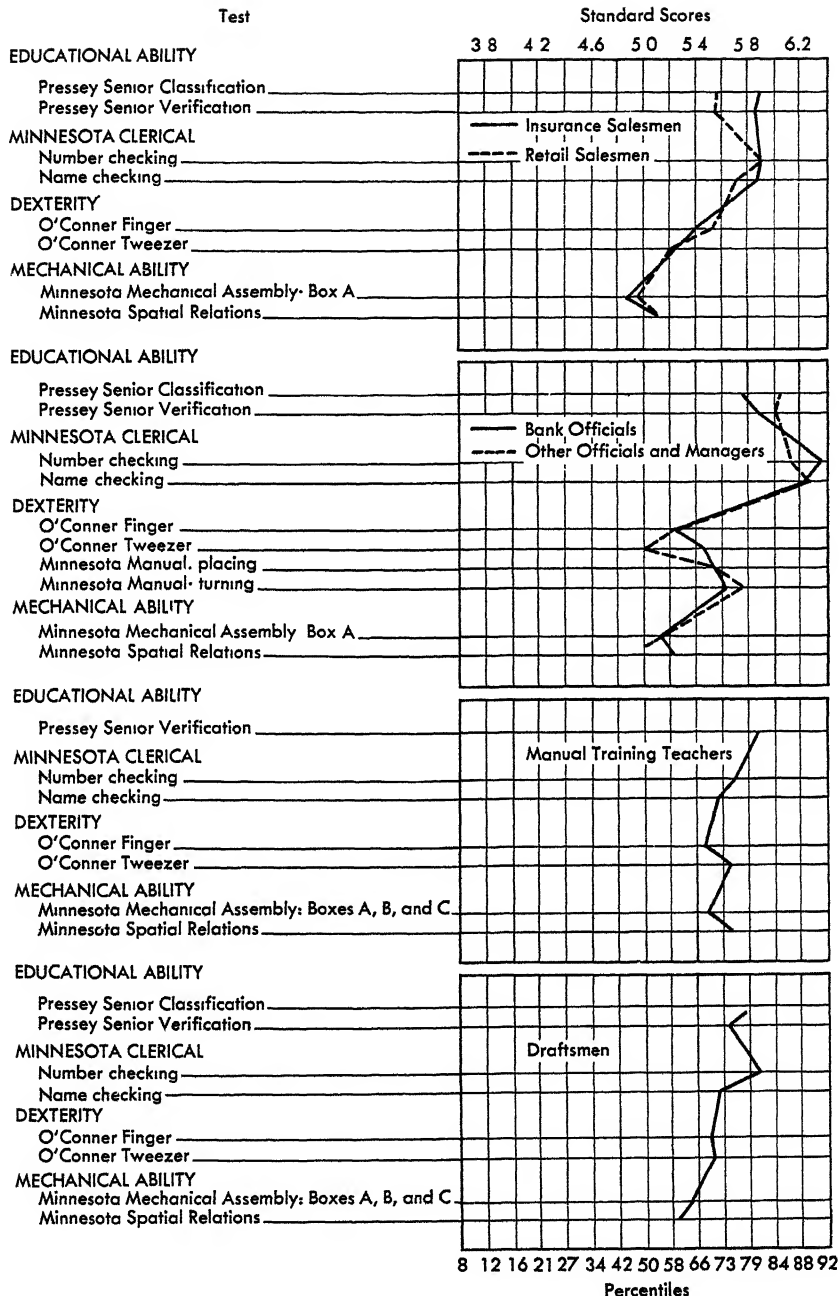 Test Standard Scores
3 8 4 2 4.6 5 0 5 4 5 8 6.2
EDUCATIONAL ABILITY
Pressey Senior Classification
Pressey Senior Verification
Insurance Salesmen
MINNESOTA CLERICAL
Number checking
Retail Salesmen
Name checking
DEXTERITY
O'Conner Finger
O'Conner Tweezer
MECHANICAL ABILITY
Minnesota Mechanical Assembly· Box A
Minnesota Spatial Relations
EDUCATIONAL ABILITY
Pressey Senior Classification
Pressey Senior Verification
Bank Officials
MINNESOTA CLERICAL
Other Officials and Managers
Number checking
Name checking
DEXTERITY
O'Conner Finger
O'Conner Tweezer
Minnesota Manual. placing
Minnesota Manual· turning
MECHANICAL ABILITY
Minnesota Mechanical Assembly Box A
Minnesota Spatial Relations
EDUCATIONAL ABILITY
Pressey Senior Verification
MINNESOTA CLERICAL Manual Training Teachers
Number checking
Name checking
DEXTERITY
O'Conner Finger
O'Conner Tweezer
MECHANICAL ABILITY
Minnesota Mechanical Assembly: Boxes A, B, and C
Minnesota Spatial Relations
EDUCATIONAL ABILITY
Pressey Senior Classification
Pressey Senior Verification
MINNESOTA CLERICAL Draftsmen
Number checking
Name checking
DEXTERITY
O'Conner Finger
O'Conner Tweezer
MECHANICAL ABILITY
Minnesota Mechanical Assembly: Boxes A, B, and C
Minnesota Spatial Relations
8 12 16 21 27 34 42 50 58 66 73 79 84 88 92
Percentiles